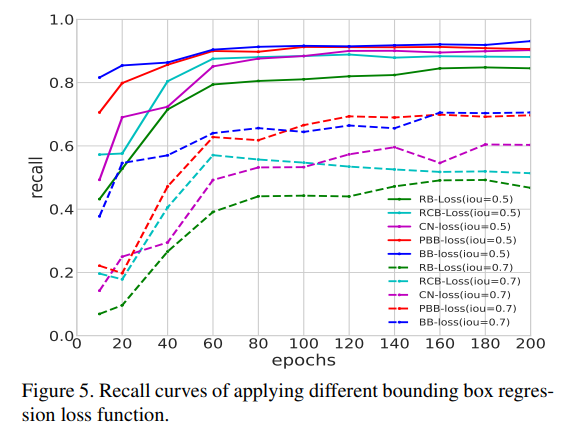 1.0
0.8
0.6
0.4
0.2
0.0
recall
20 40 60 80 100 120 140 160 180 200
epochs
RB-Loss(iou=0.5)
RCB-Loss(iou=0.5)
CN-loss(iou=0.5)
PBB-loss(iou=0.5)
BB-loss(iou=0.5)
RB-Loss(iou=0.7)
RCB-Loss(iou=0.7)
CN-loss(iou=0.7)
PBB-loss(iou=0.7)
BB-loss(iou=0.7)
Figure 5. Recall curves of applying different bounding box regres-
sion loss function.